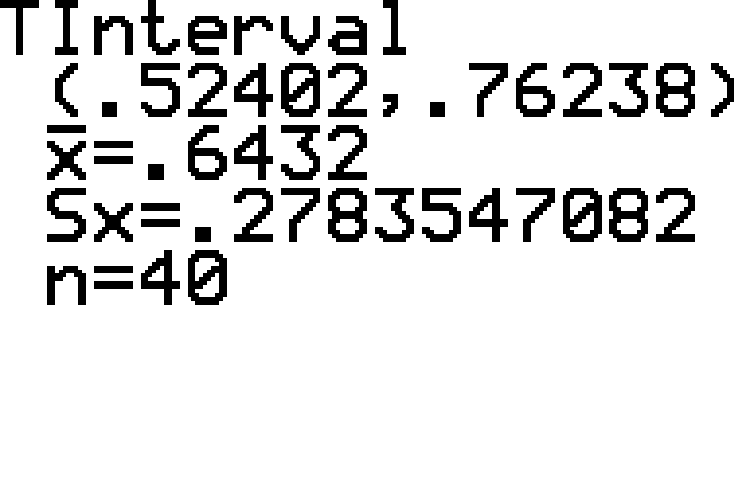 TInterval
(.52402,.76238)
x̄=.6432
Sx=.2783547082
n=40